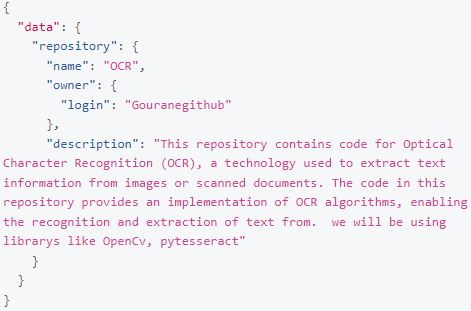 {
"data": {
"repository": {
"name": "OCR",
"owner": {
"login": "Gouranegithub"
},
"description": "This repository contains code for Optical
Character Recognition (OCR), a technology used to extract text
information from images or scanned documents. The code in this
repository provides an implementation of OCR algorithms, enabling
the recognition and extraction of text from.  we will be using
librarys like OpenCv, pytesseract"
}
}
}